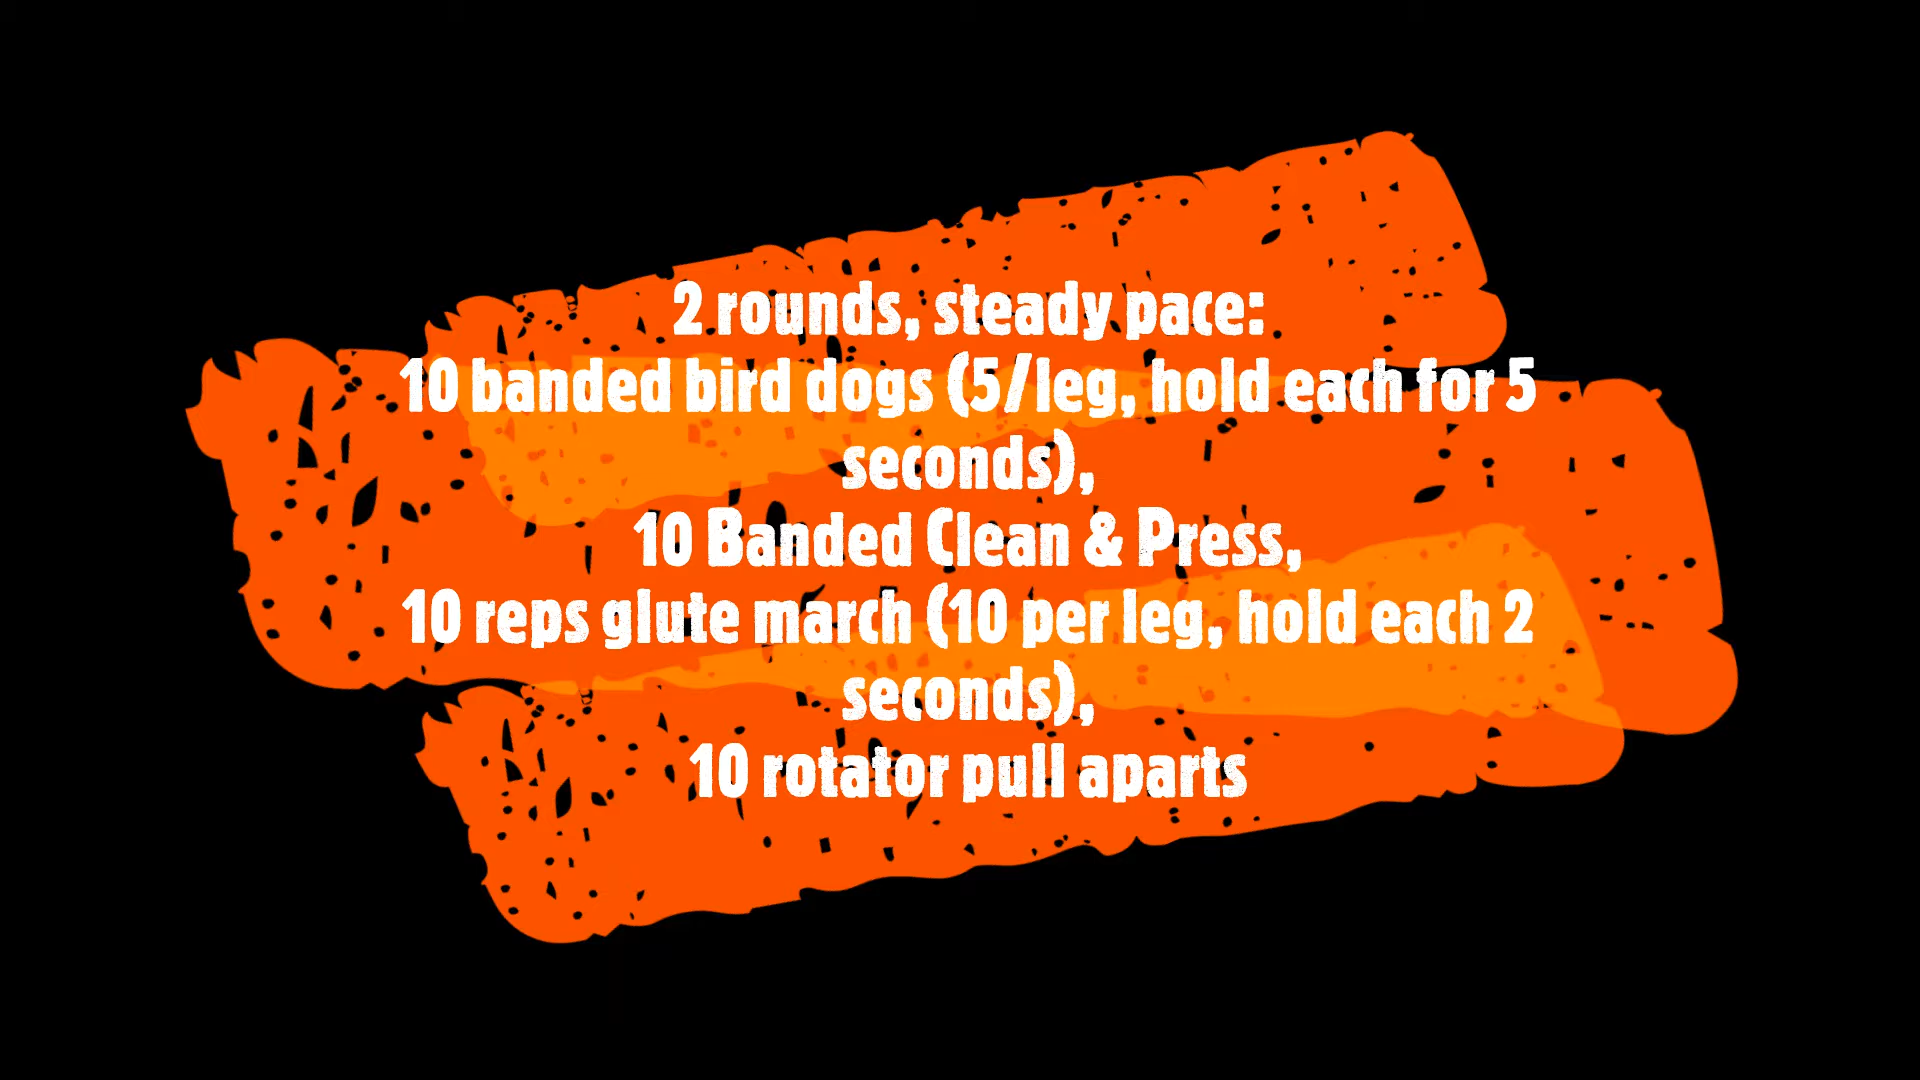 2 rounds, steady pace:
10 banded bird dogs (5/leg, hold each for 5
seconds),
10 Banded Clean & Press,
10 reps glute march (10 per leg, hold each 2
seconds),
10 rotator pull aparts